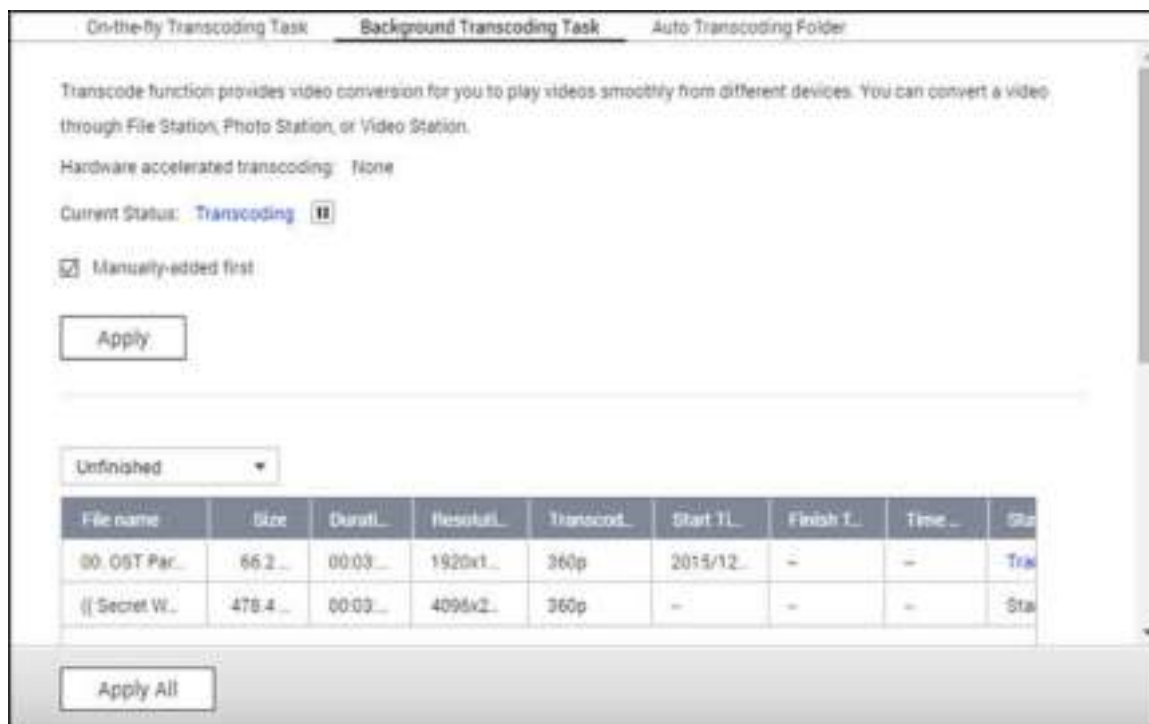 On-the-fly Transcoding Task Background Transcoding Task Auto Transcoding Folder
Transcode function provides video conversion for you to play videos smoothly from different devices. You can convert a video
through File Station, Photo Station, or Video Station.
Hardware accelerated transcoding: None
Current Status: Transcoding
Manually-added first
Apply
Unfinished
File name Size Durati... Resoluti... Transcod... Start Ti... Finish T... Time ... Stat
00. OST Par... 66.2 ... 00:03:... 1920x1... 360p 2015/12... -- -- Tra
(( Secret W... 478.4 ... 00:03:... 4096x2... 360p -- -- -- Sta
Apply All